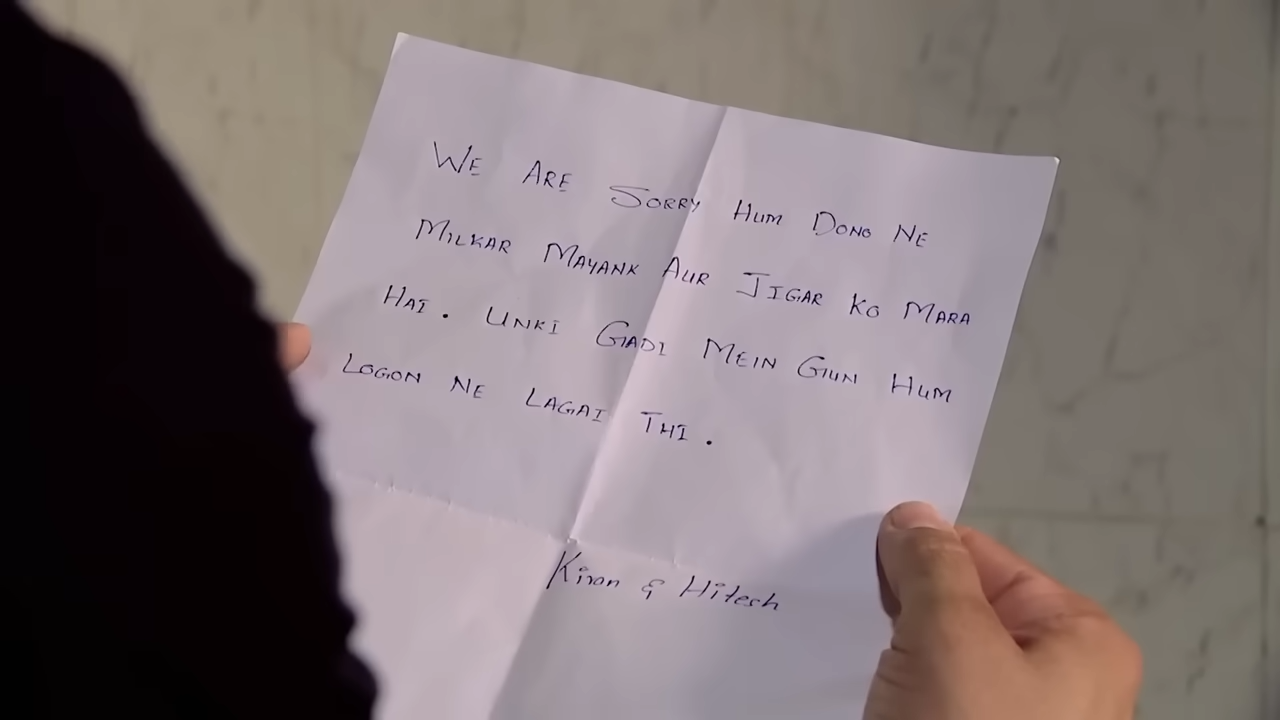 WE ARE SORRY HUM DONO NE
MILKAR MAYANK AUR JIGAR KO MARA
HAI. UNKI GADI MEIN GUN HUM
LOGON NE LAGAI THI.
Kiran & Hitesh